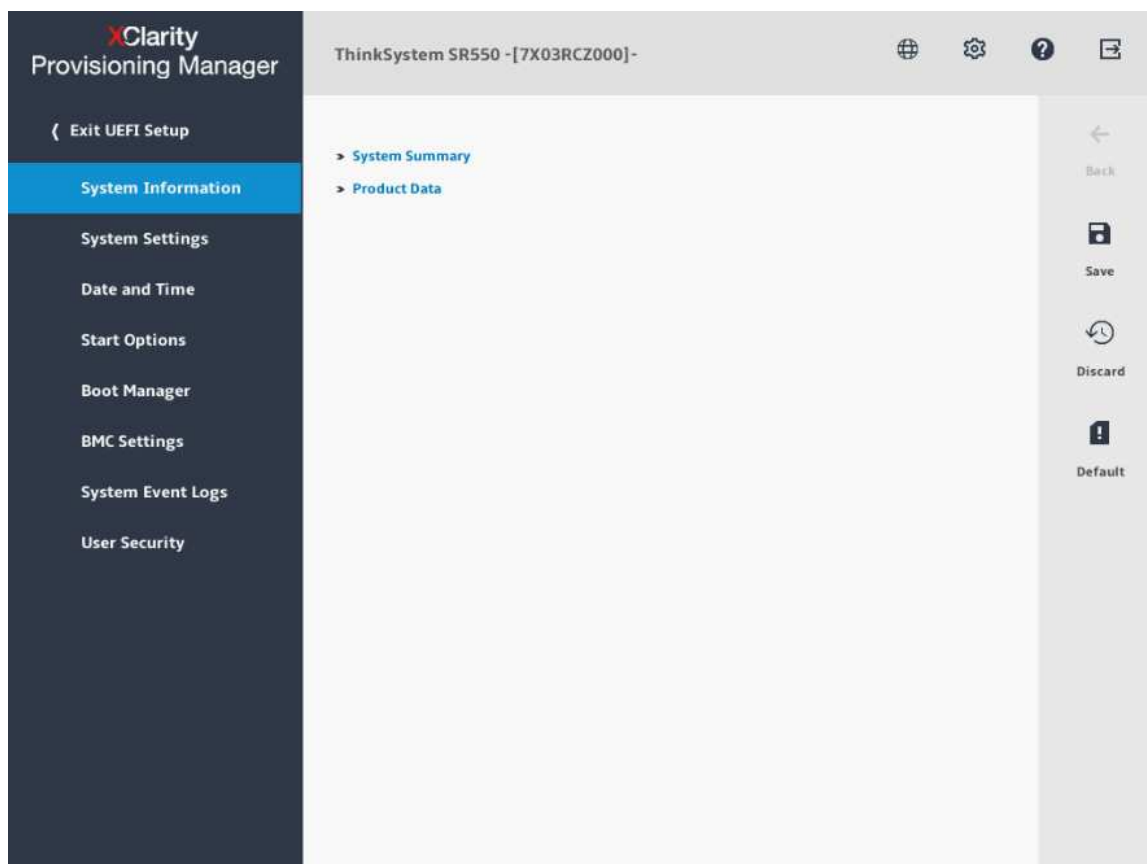 XClarity
Provisioning Manager
ThinkSystem SR550 -[7X03RCZ000]-
Exit UEFI Setup
System Information
System Settings
Date and Time
Start Options
Boot Manager
BMC Settings
System Event Logs
User Security
System Summary
Product Data
Back
Save
Discard
Default